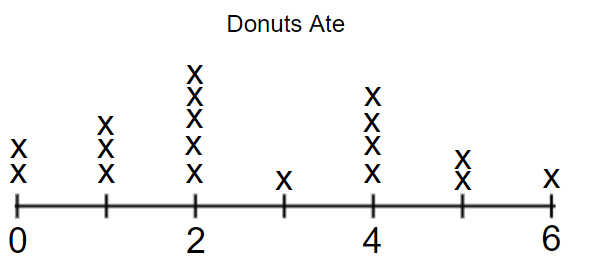 Donuts Ate
x
x x
x x x
x x x x x
x x x x x x x
0 2 4 6